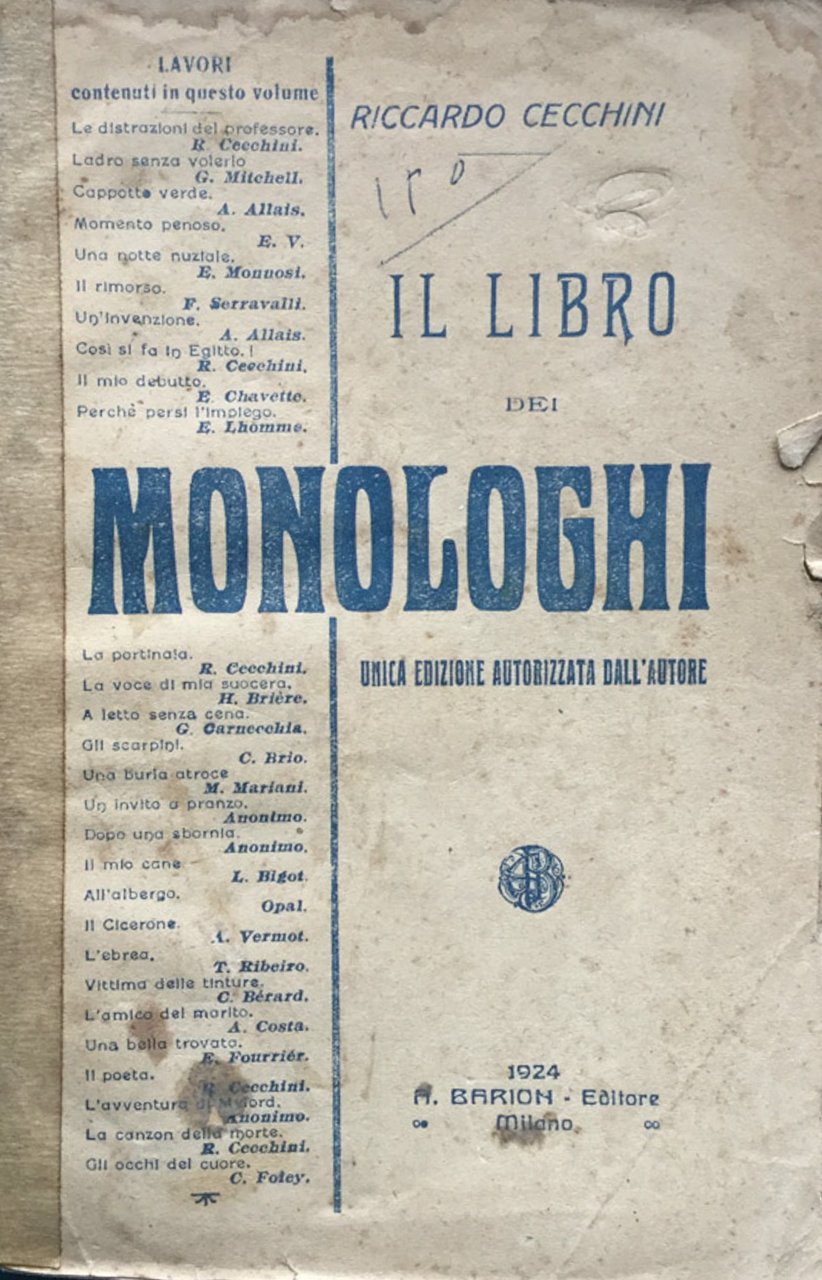 LAVORI
contenuti in questo volume
Le distrazioni del professore.
R. Cecchini.
Ladro senza volerlo
G. Mitchell.
Cappotto verde.
A. Allais.
Momento penoso.
E. V.
Una notte nuziale.
E. Monnosi.
Il rimorso.
F. Serravalli.
Un'invenzione.
A. Allais.
Così si fa in Egitto.!
R. Cecchini.
Il mio debutto.
E. Chavette.
Perchè persi l'impiego.
E. Lhomme.
RICCARDO CECCHINI
150
IL LIBRO
DEI
MONOLOGHI
UNICA EDIZIONE AUTORIZZATA DALL'AUTORE
La portinaia.
R. Cecchini.
La voce di mia suocera.
H. Brière.
A letto senza cena.
G. Carnecchia.
Gli scarpini.
C. Brio.
Una burla atroce
M. Mariani.
Un invito a pranzo.
Anonimo.
Dopo una sbornia.
Anonimo.
Il mio cane
L. Bigot.
All'albergo.
Opal.
Il Cicerone.
A. Vermot.
L'ebrea.
T. Ribeiro.
Vittima delle tinture.
C. Bérard.
L'amico del marito.
A. Costa.
Una bella trovata.
E. Fourriér.
Il poeta.
R. Cecchini.
L'avventura di
Anonimo.
La canzon della morte.
R. Cecchini.
Gli occhi del cuore.
C. Foley.
1924
A. BARION - Editore
Milano